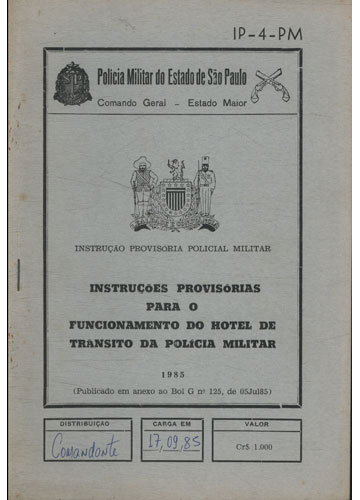 IP-4-PM
Polícia Militar do Estado de São Paulo
Comando Geral - Estado Maior
INSTRUÇÃO PROVISÓRIA POLICIAL MILITAR
INSTRUÇÕES PROVISÓRIAS
PARA O
FUNCIONAMENTO DO HOTEL DE
TRÂNSITO DA POLÍCIA MILITAR
1985
(Publicado em anexo ao Bol G nº 125, de 05Jul85)
DISTRIBUIÇÃO
Comandante
CARGA EM
17,09,85
VALOR
Cr$ 1.000